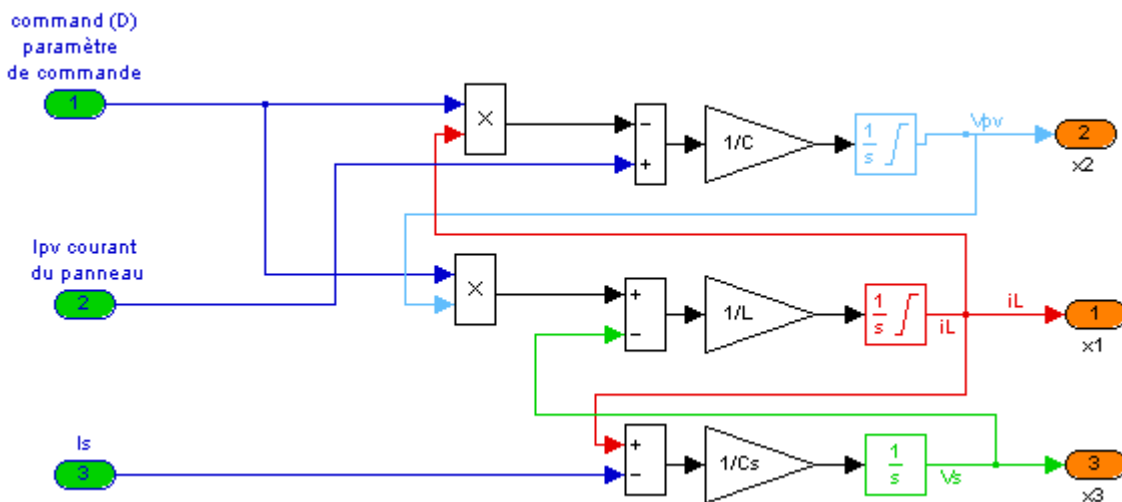 command (D)
paramètre
de commande
1
×
−
+
1/C
1
s
Vpv
2
x2
Ipv courant
du panneau
2
×
+
−
1/L
1
s
iL
iL
1
x1
Is
3
+
−
1/Cs
1
s
Vs
3
x3